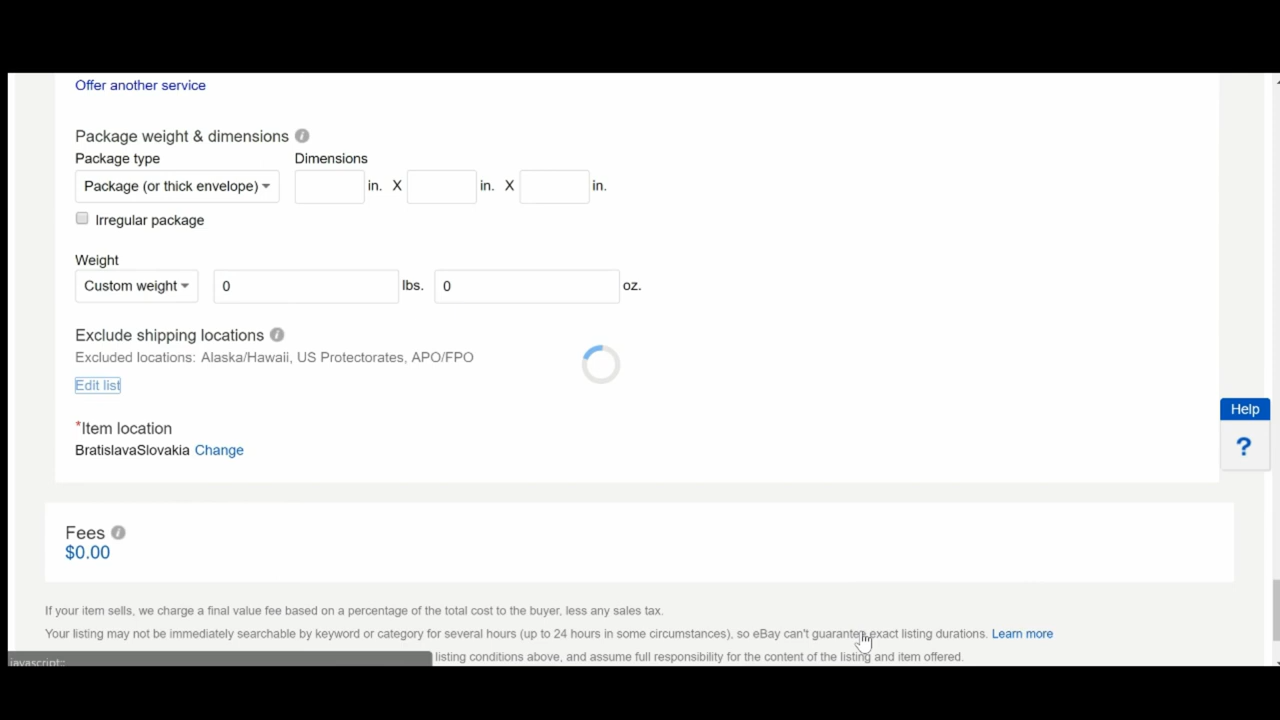 Offer another service
Package weight & dimensions
Package type Dimensions
Package (or thick envelope) in. X in. X in.
Irregular package
Weight
Custom weight 0 lbs. 0 oz.
Exclude shipping locations
Excluded locations: Alaska/Hawaii, US Protectorates, APO/FPO
Edit list
Help
*Item location
?
BratislavaSlovakia Change
Fees
$0.00
If your item sells, we charge a final value fee based on a percentage of the total cost to the buyer, less any sales tax.
Your listing may not be immediately searchable by keyword or category for several hours (up to 24 hours in some circumstances), so eBay can't guarantee exact listing durations. Learn more
javascript:; listing conditions above, and assume full responsibility for the content of the listing and item offered.